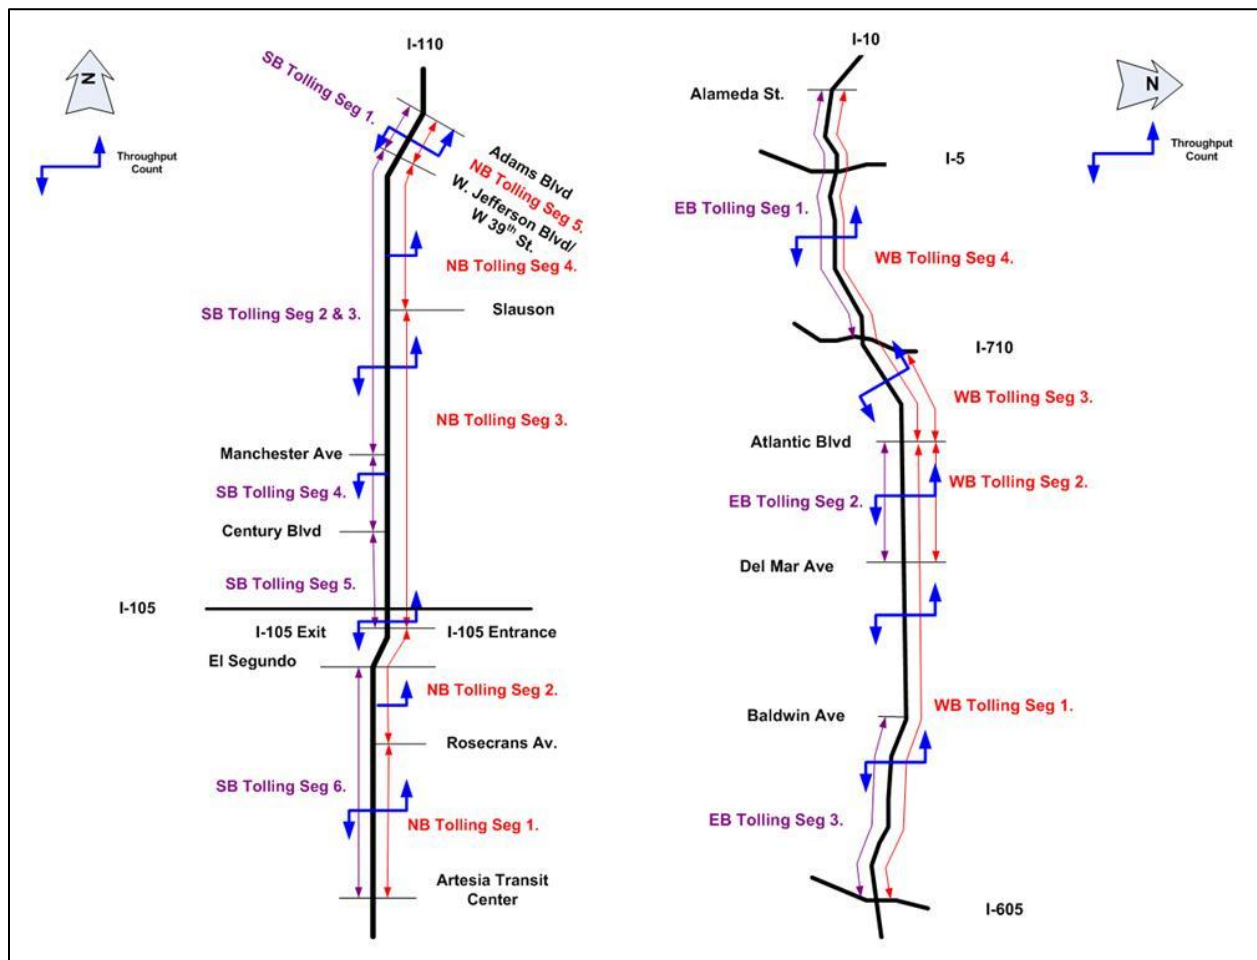 I-110
N
Throughput
Count
SB Tolling Seg 1.
Adams Blvd
NB Tolling Seg 5.
W. Jefferson Blvd/
W 39th St.
NB Tolling Seg 4.
Slauson
SB Tolling Seg 2 & 3.
NB Tolling Seg 3.
Manchester Ave
SB Tolling Seg 4.
Century Blvd
SB Tolling Seg 5.
I-105
I-105 Exit
I-105 Entrance
El Segundo
NB Tolling Seg 2.
Rosecrans Av.
SB Tolling Seg 6.
NB Tolling Seg 1.
Artesia Transit
Center
I-10
N
Throughput
Count
Alameda St.
I-5
EB Tolling Seg 1.
WB Tolling Seg 4.
I-710
WB Tolling Seg 3.
Atlantic Blvd
WB Tolling Seg 2.
EB Tolling Seg 2.
Del Mar Ave
WB Tolling Seg 1.
Baldwin Ave
EB Tolling Seg 3.
I-605